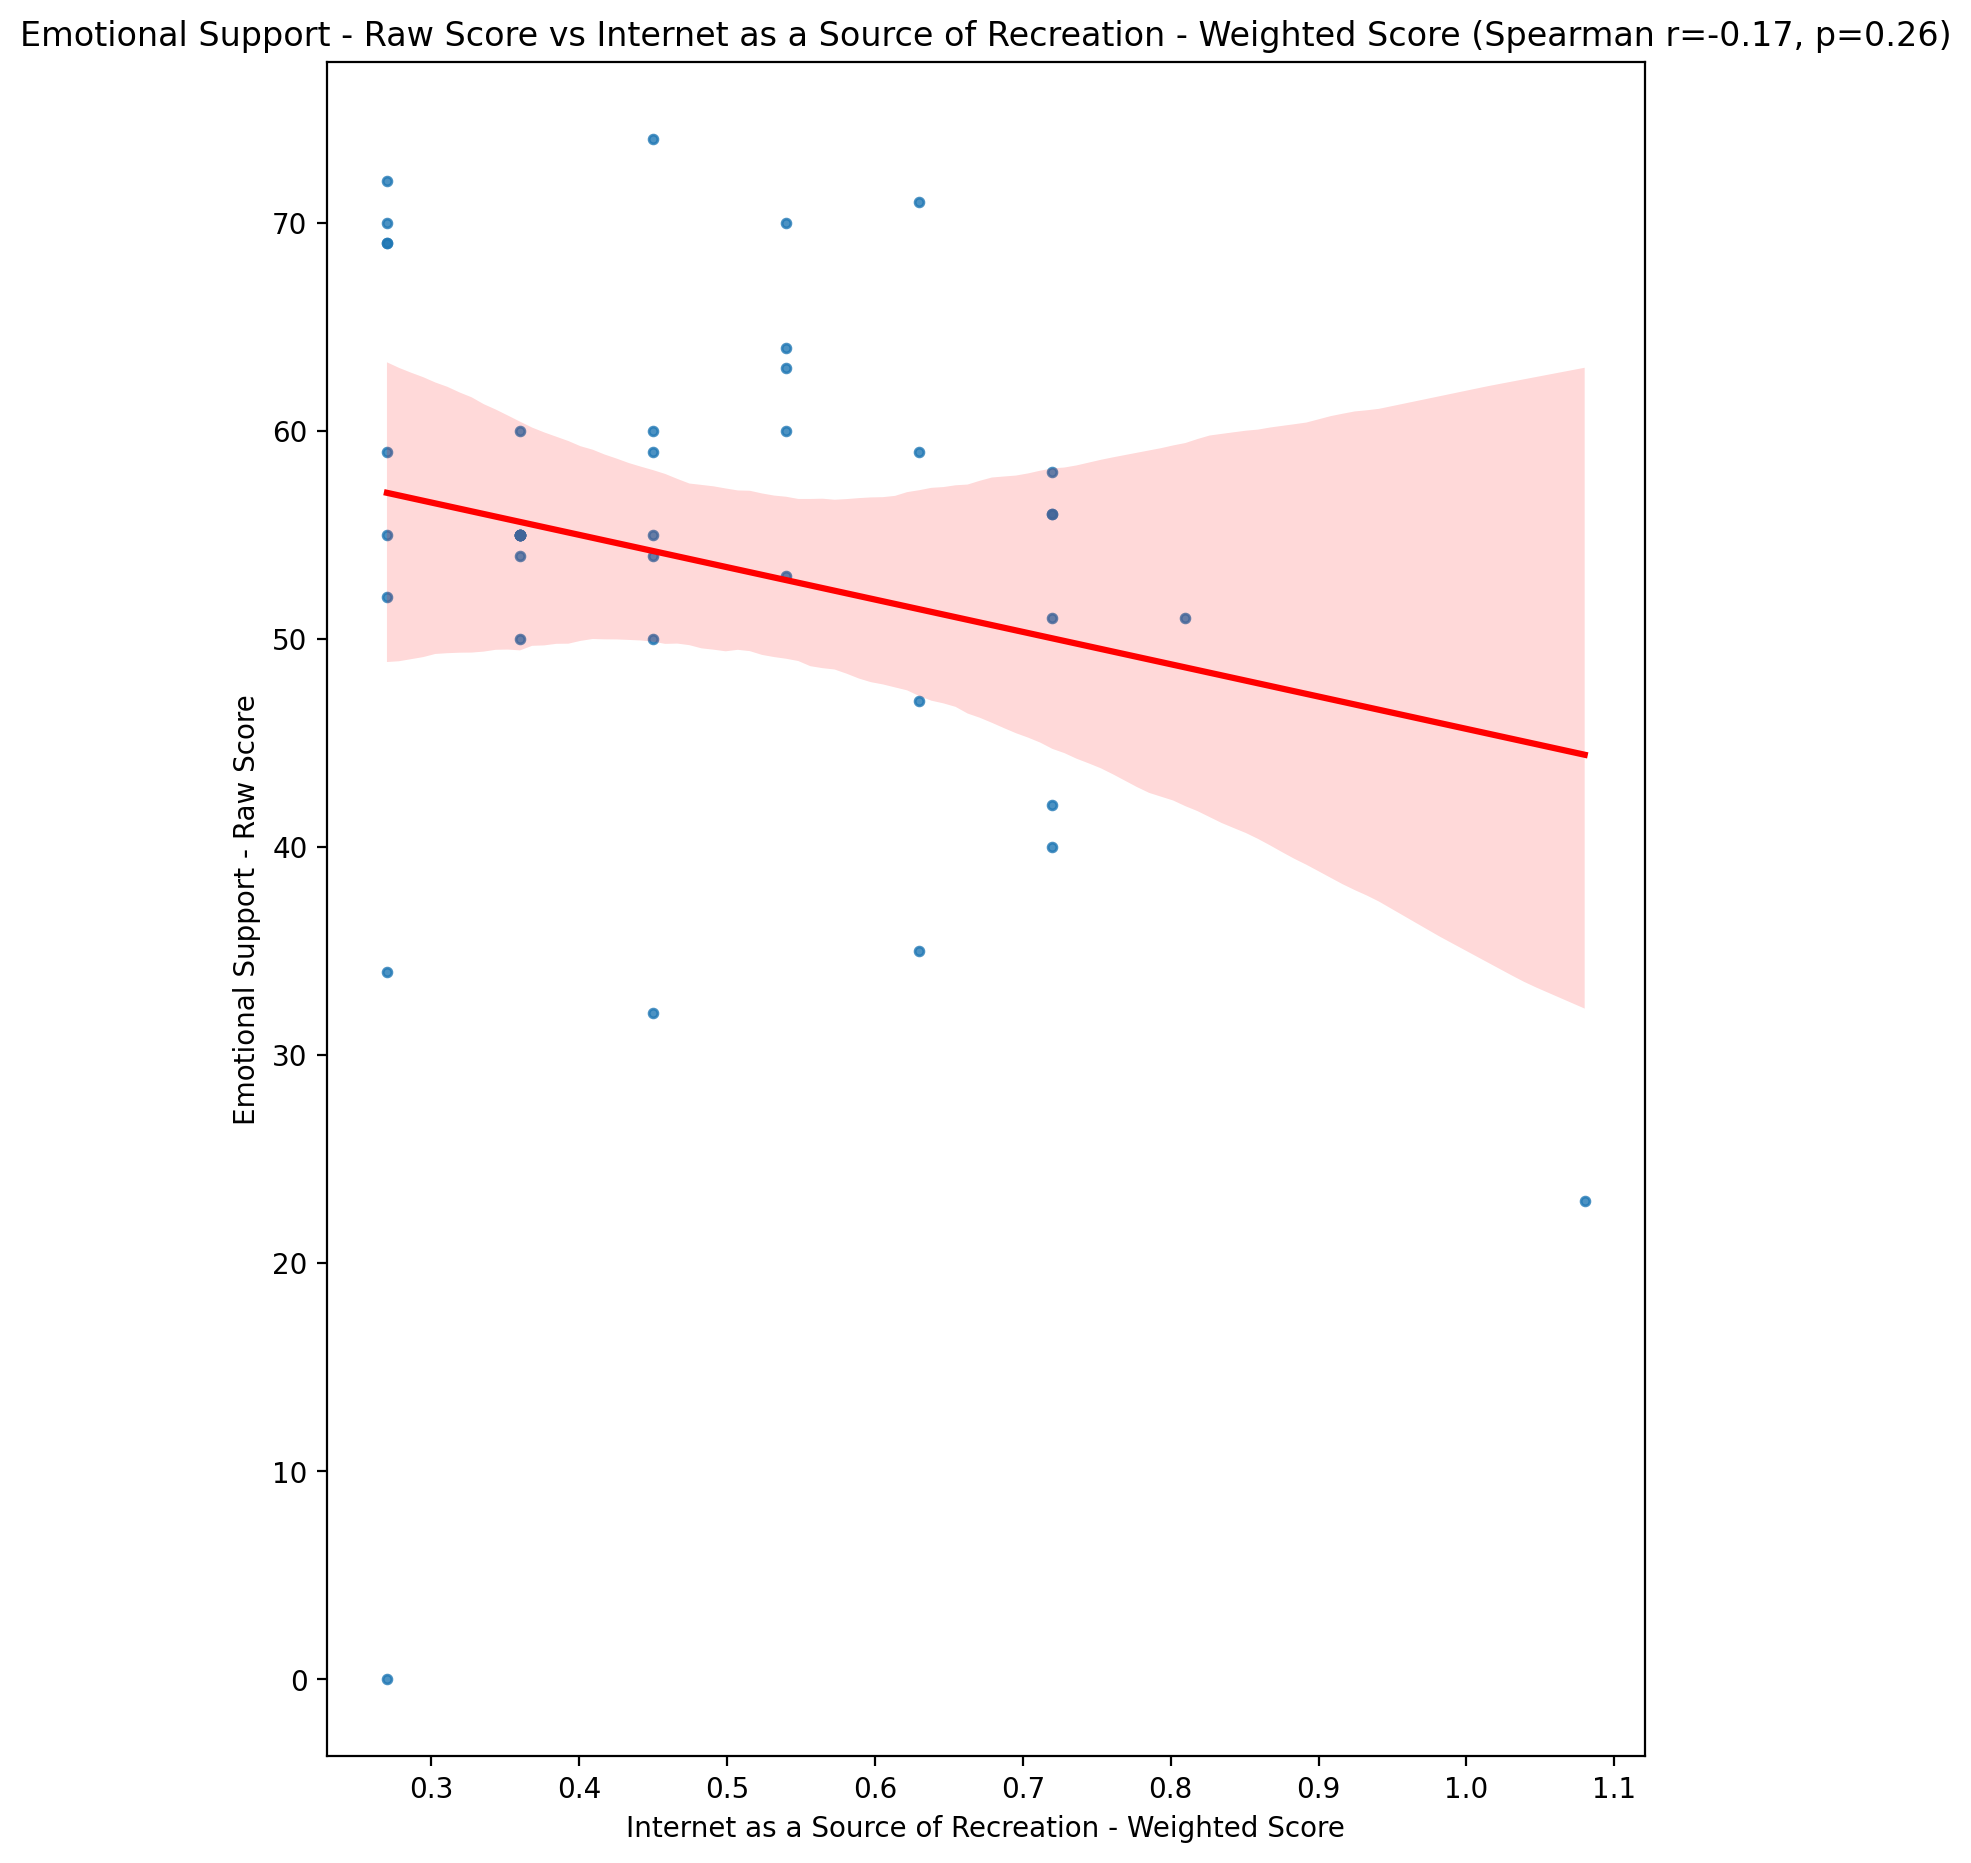 Emotional Support - Raw Score vs Internet as a Source of Recreation - Weighted Score (Spearman r=-0.17, p=0.26)
Emotional Support - Raw Score
70
60
50
40
30
20
10
0
0.3 0.4 0.5 0.6 0.7 0.8 0.9 1.0 1.1
Internet as a Source of Recreation - Weighted Score